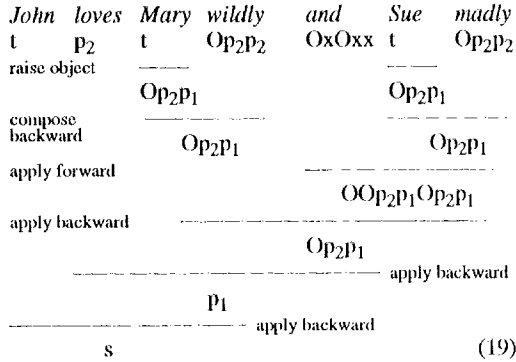 John loves Mary wildly and Sue madly
t p₂ t Op₂p₂ OxOxx t Op₂p₂
raise object
Op₂p₁ Op₂p₁
compose
backward
Op₂p₁ Op₂p₁
apply forward
OOp₂p₁Op₂p₁
apply backward
Op₂p₁
apply backward
p₁
apply backward
s (19)